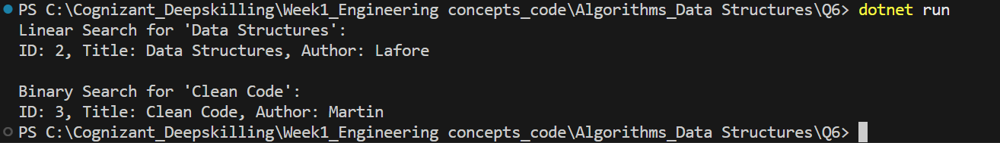 PS C:\Cognizant_Deepskilling\Week1_Engineering concepts_code\Algorithms_Data Structures\Q6> dotnet run
Linear Search for 'Data Structures':
ID: 2, Title: Data Structures, Author: Lafore
Binary Search for 'Clean Code':
ID: 3, Title: Clean Code, Author: Martin
PS C:\Cognizant_Deepskilling\Week1_Engineering concepts_code\Algorithms_Data Structures\Q6>